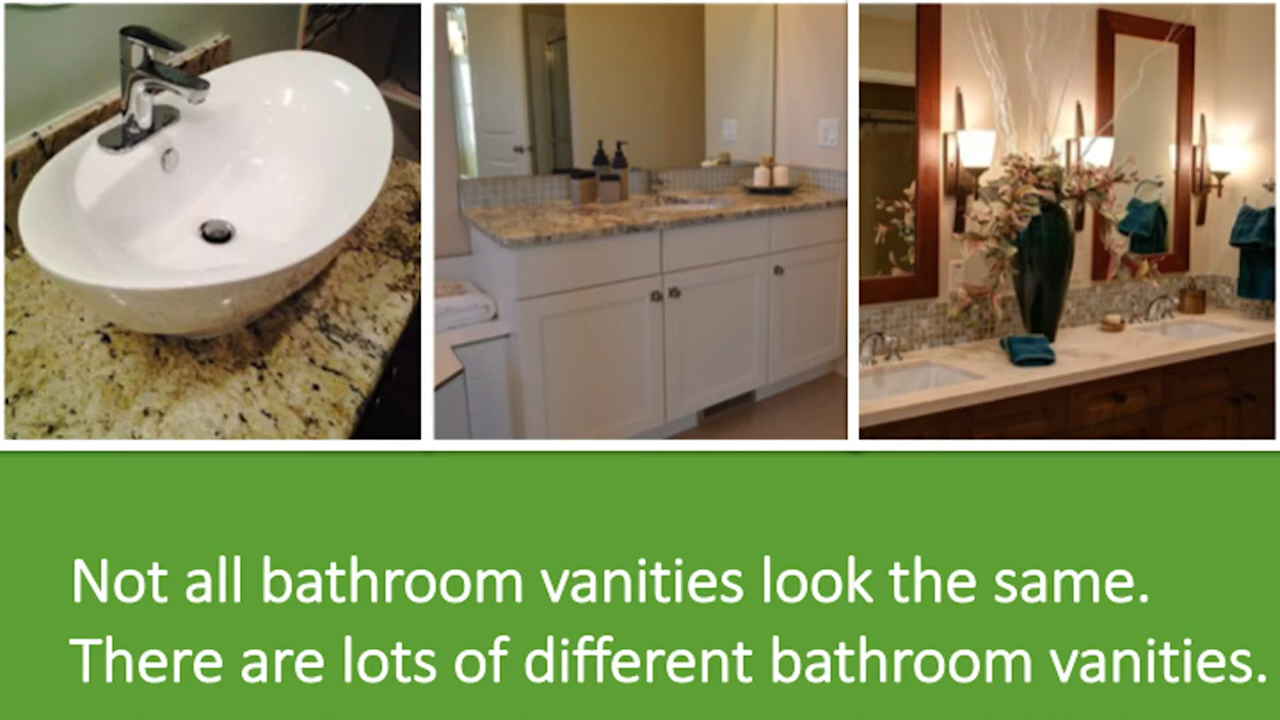 Not all bathroom vanities look the same.
There are lots of different bathroom vanities.